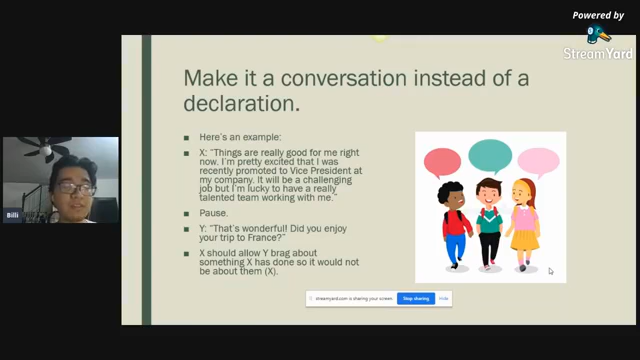 Powered by
StreamYard
Make it a conversation instead of a
declaration.
Here's an example:
X: "Things are really good for me right
now. I'm pretty excited that I was
recently promoted to Vice President at
my company. It will be a challenging
job but I'm lucky to have a really
talented team working with me."
Pause.
Y: "That's wonderful! Did you enjoy
your trip to France?"
X should allow Y brag about
something X has done so it would not
be about them (X).
Billi
streamyard.com is sharing your screen.
Stop sharing
Hide